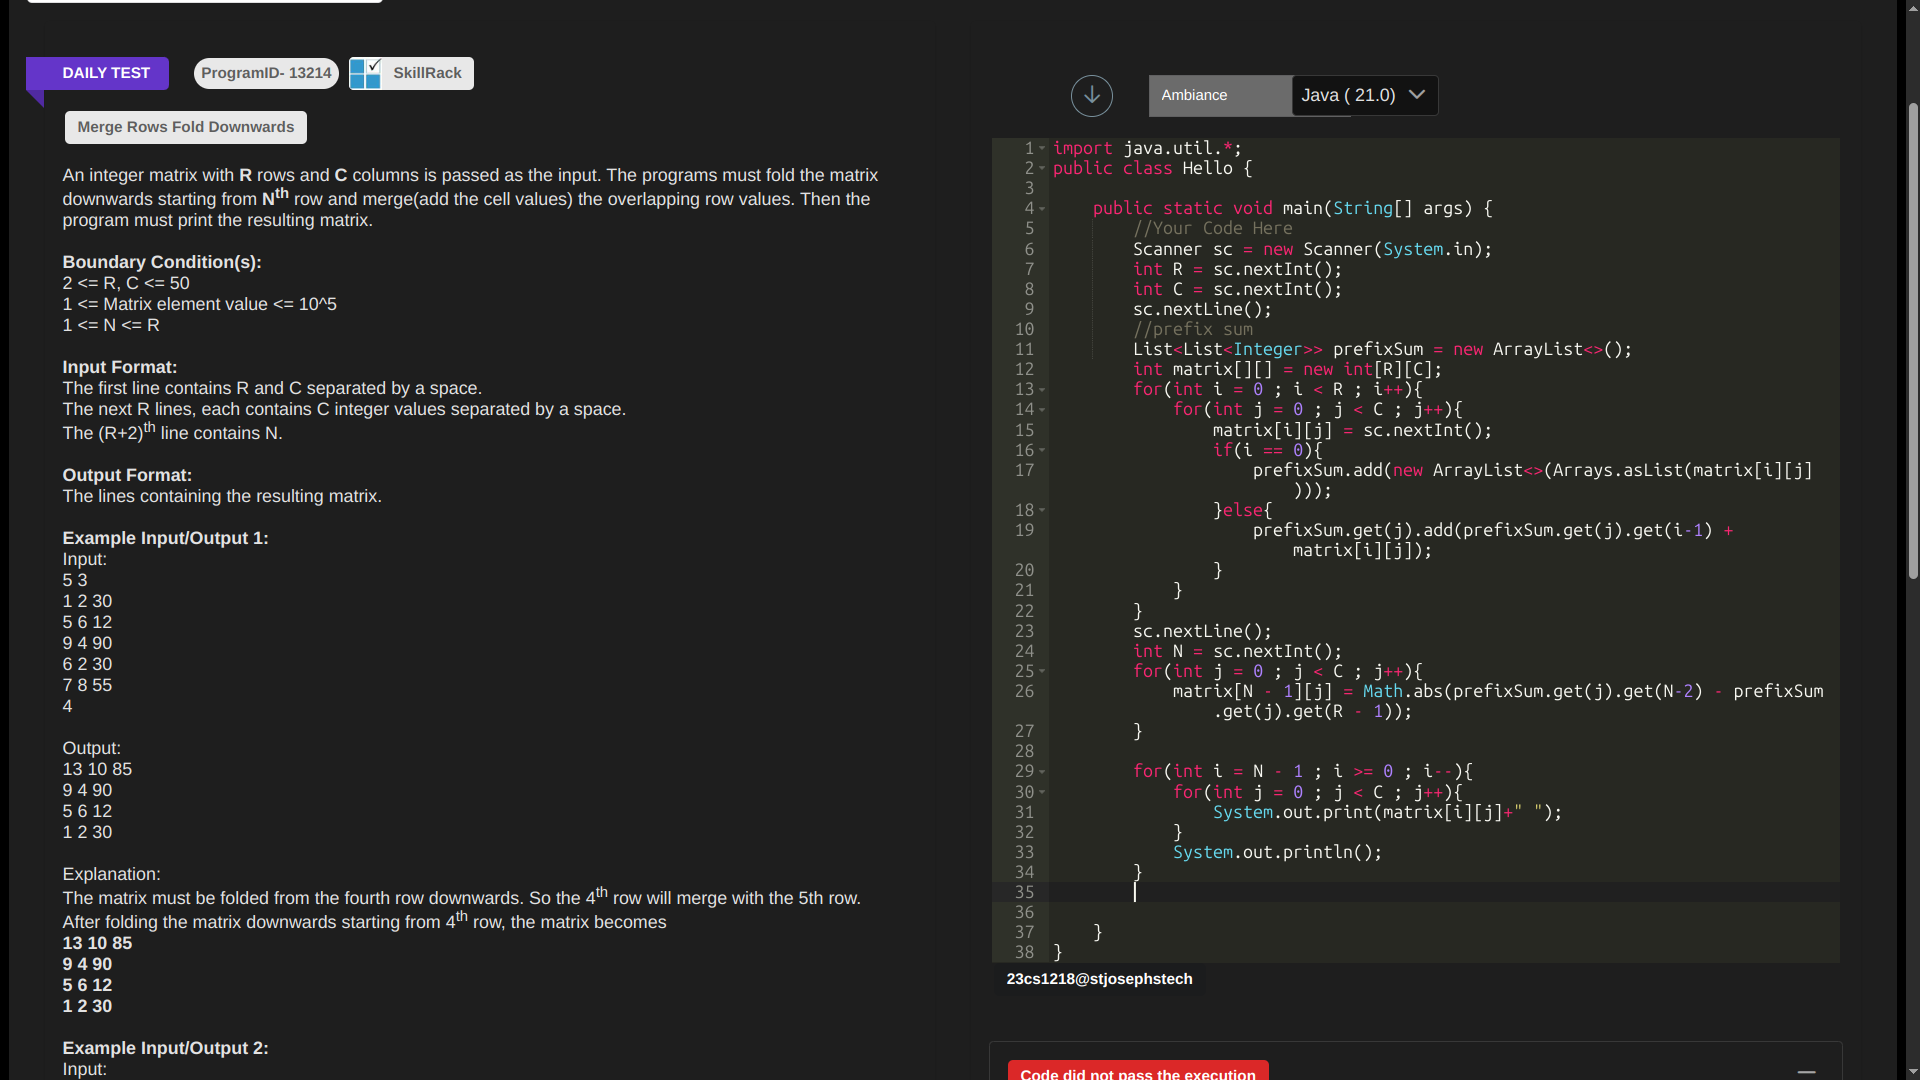 DAILY TEST
ProgramID- 13214
SkillRack
Merge Rows Fold Downwards
An integer matrix with R rows and C columns is passed as the input. The programs must fold the matrix
downwards starting from Nth row and merge(add the cell values) the overlapping row values. Then the
program must print the resulting matrix.
Boundary Condition(s):
2 <= R, C <= 50
1 <= Matrix element value <= 10^5
1 <= N <= R
Input Format:
The first line contains R and C separated by a space.
The next R lines, each contains C integer values separated by a space.
The (R+2)th line contains N.
Output Format:
The lines containing the resulting matrix.
Example Input/Output 1:
Input:
5 3
1 2 30
5 6 12
9 4 90
6 2 30
7 8 55
4
Output:
13 10 85
9 4 90
5 6 12
1 2 30
Explanation:
The matrix must be folded from the fourth row downwards. So the 4th row will merge with the 5th row.
After folding the matrix downwards starting from 4th row, the matrix becomes
13 10 85
9 4 90
5 6 12
1 2 30
Example Input/Output 2:
Input:
Ambiance
Java ( 21.0)
1 import java.util.*;
2 public class Hello {
3
4 public static void main(String[] args) {
5 //Your Code Here
6 Scanner sc = new Scanner(System.in);
7 int R = sc.nextInt();
8 int C = sc.nextInt();
9 sc.nextLine();
10 //prefix sum
11 List<List<Integer>> prefixSum = new ArrayList<>();
12 int matrix[][] = new int[R][C];
13 for(int i = 0 ; i < R ; i++){
14 for(int j = 0 ; j < C ; j++){
15 matrix[i][j] = sc.nextInt();
16 if(i == 0){
17 prefixSum.add(new ArrayList<>(Arrays.asList(matrix[i][j]
)));
18 }else{
19 prefixSum.get(j).add(prefixSum.get(j).get(i-1) +
matrix[i][j]);
20 }
21 }
22 }
23 sc.nextLine();
24 int N = sc.nextInt();
25 for(int j = 0 ; j < C ; j++){
26 matrix[N - 1][j] = Math.abs(prefixSum.get(j).get(N-2) - prefixSum
.get(j).get(R - 1));
27 }
28
29 for(int i = N - 1 ; i >= 0 ; i--){
30 for(int j = 0 ; j < C ; j++){
31 System.out.print(matrix[i][j]+" ");
32 }
33 System.out.println();
34 }
35
36
37 }
38 }
23cs1218@stjosephstech
Code did not pass the execution